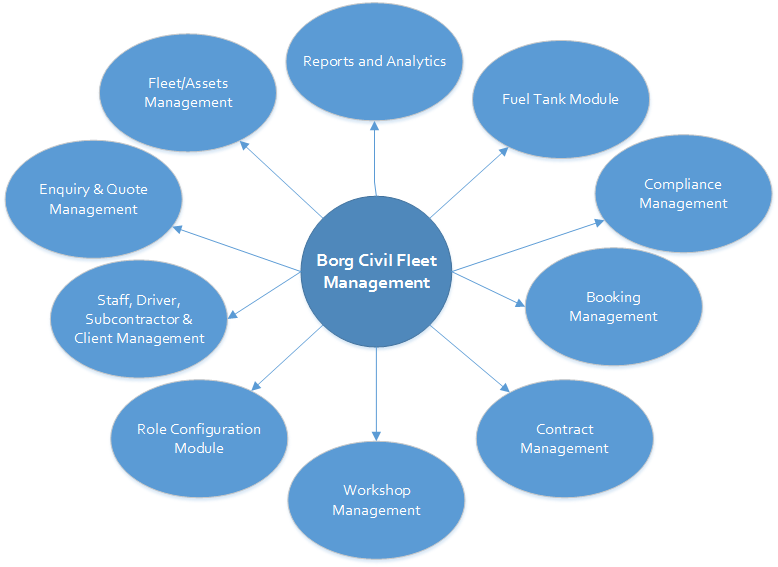 Reports and Analytics
Fleet/Assets
Management
Fuel Tank Module
Enquiry & Quote
Management
Compliance
Management
Borg Civil Fleet
Management
Staff, Driver,
Subcontractor &
Client Management
Booking
Management
Role Configuration
Module
Contract
Management
Workshop
Management